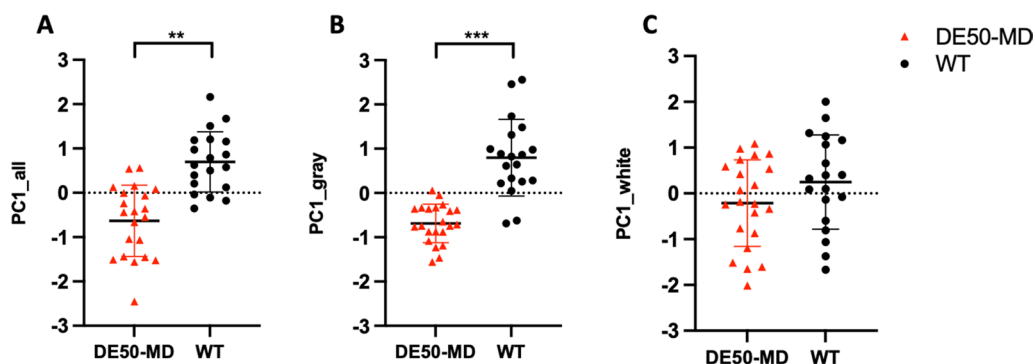 A
**
PC1_all
3
2
1
0
-1
-2
-3
DE50-MD
WT
B
***
PC1_gray
3
2
1
0
-1
-2
-3
DE50-MD
WT
C
PC1_white
3
2
1
0
-1
-2
-3
DE50-MD
WT
DE50-MD
WT